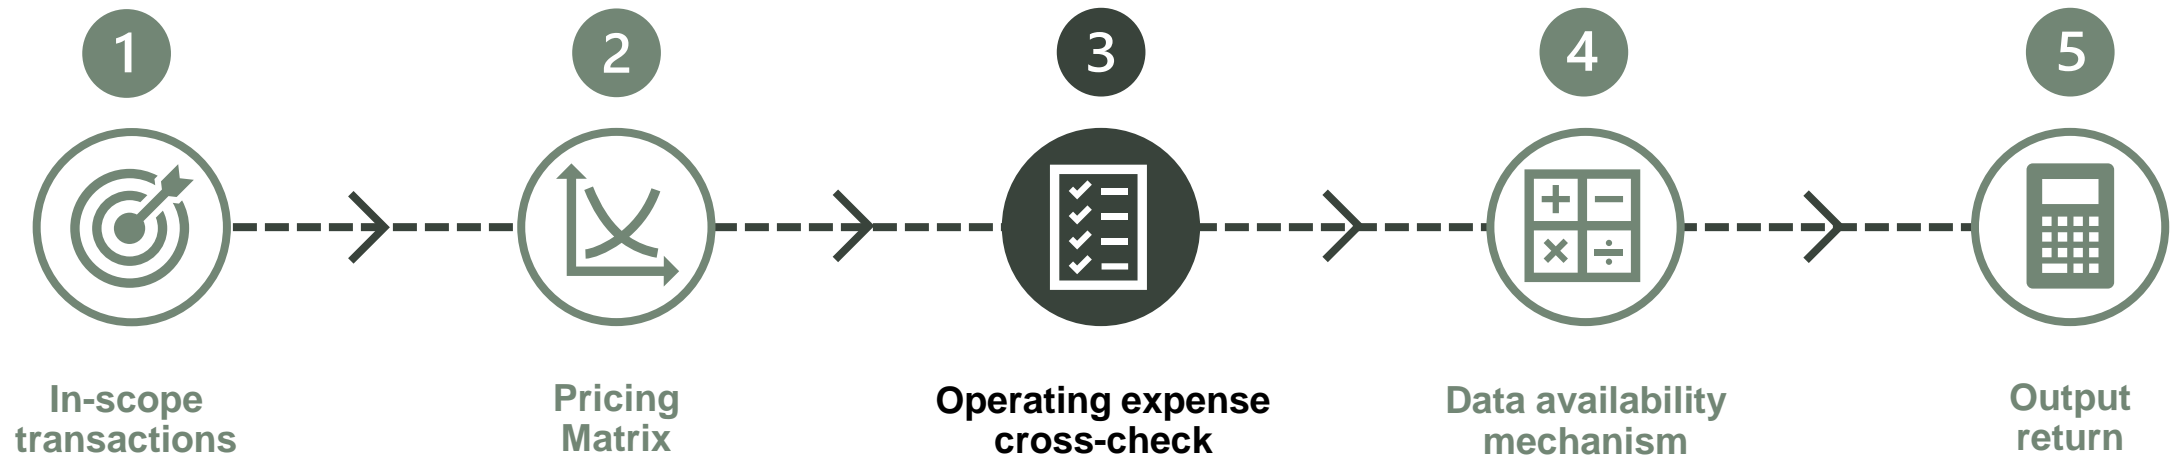 1
2
3
4
5
In-scope
transactions
Pricing
Matrix
Operating expense
cross-check
Data availability
mechanism
Output
return